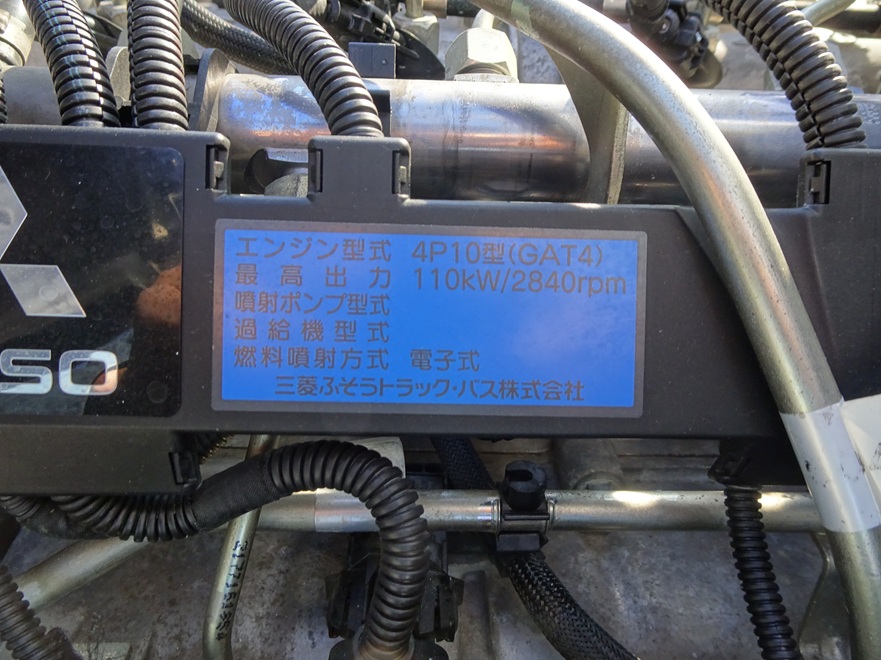 エンジン型式 4P10型(GAT4)
最高出力 110kW/2840rpm
噴射ポンプ型式
過給機型式
燃料噴射方式 電子式
三菱ふそうトラック・バス株式会社
SO